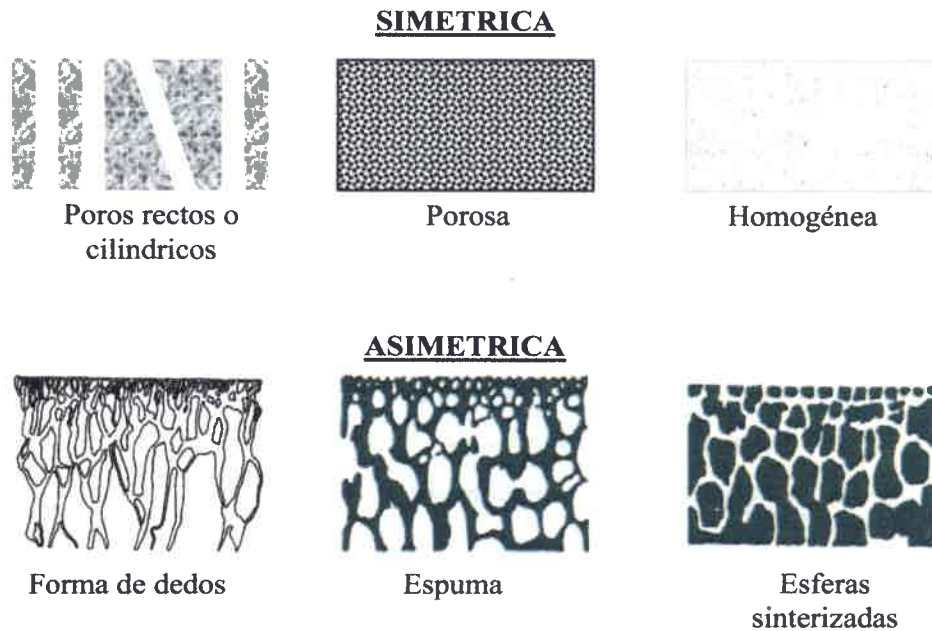 SIMETRICA
Poros rectos o
cilindricos
Porosa
Homogénea
ASIMETRICA
Forma de dedos
Espuma
Esferas
sinterizadas